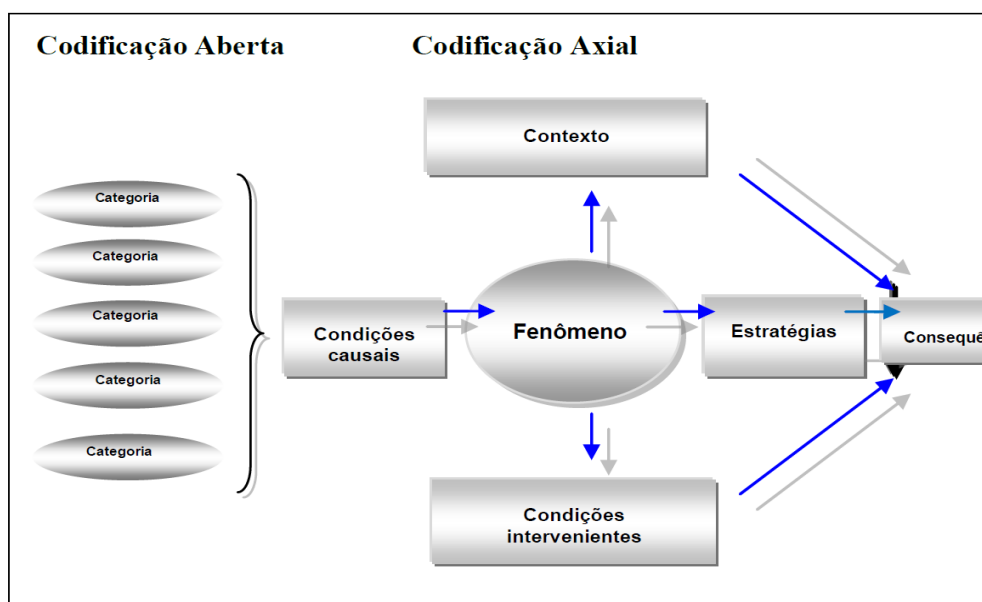 Codificação Aberta
Codificação Axial
Contexto
Categoria
Categoria
Categoria
Categoria
Categoria
Condições
causais
Fenômeno
Estratégias
Consequê
Condições
intervenientes